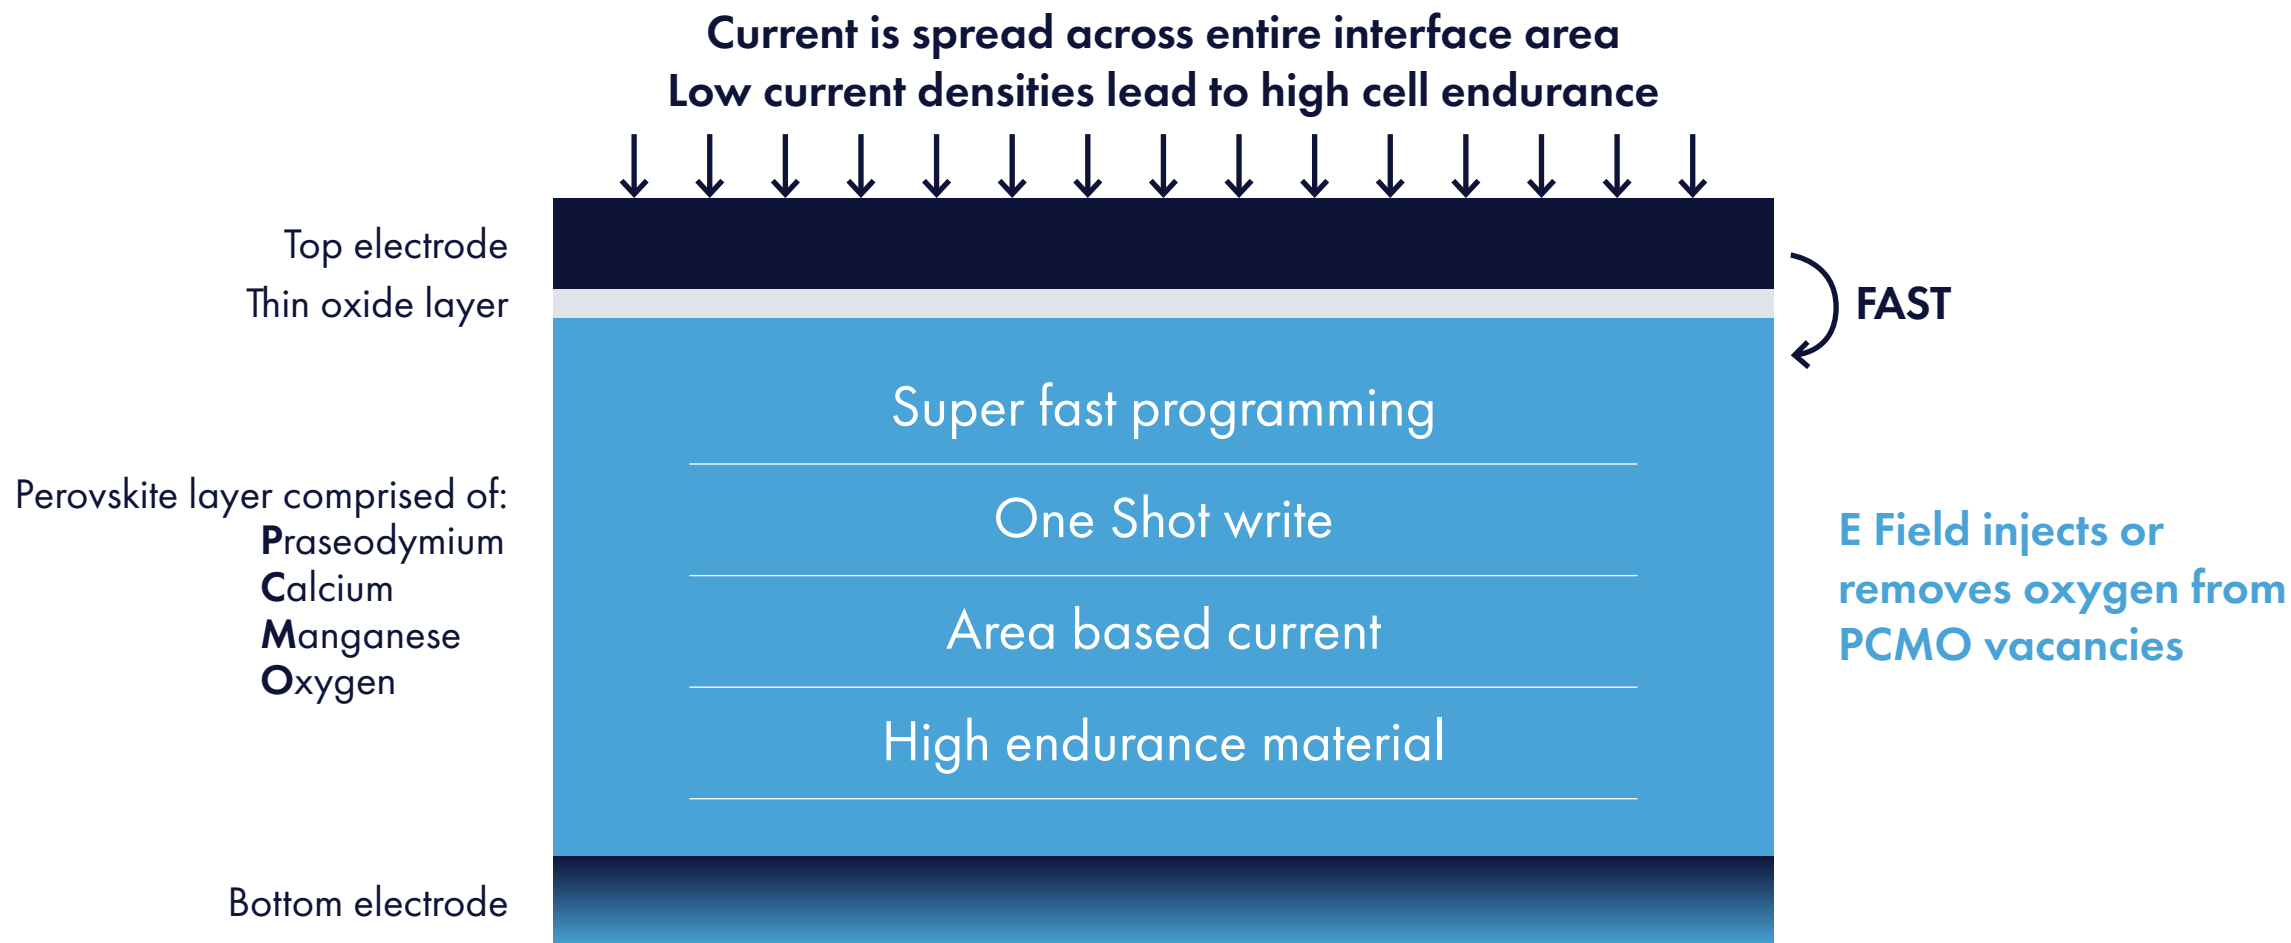 Current is spread across entire interface area
Low current densities lead to high cell endurance
Top electrode
Thin oxide layer
FAST
Super fast programming
One Shot write
Area based current
High endurance material
Perovskite layer comprised of:
Praseodymium
Calcium
Manganese
Oxygen
E Field injects or
removes oxygen from
PCMO vacancies
Bottom electrode